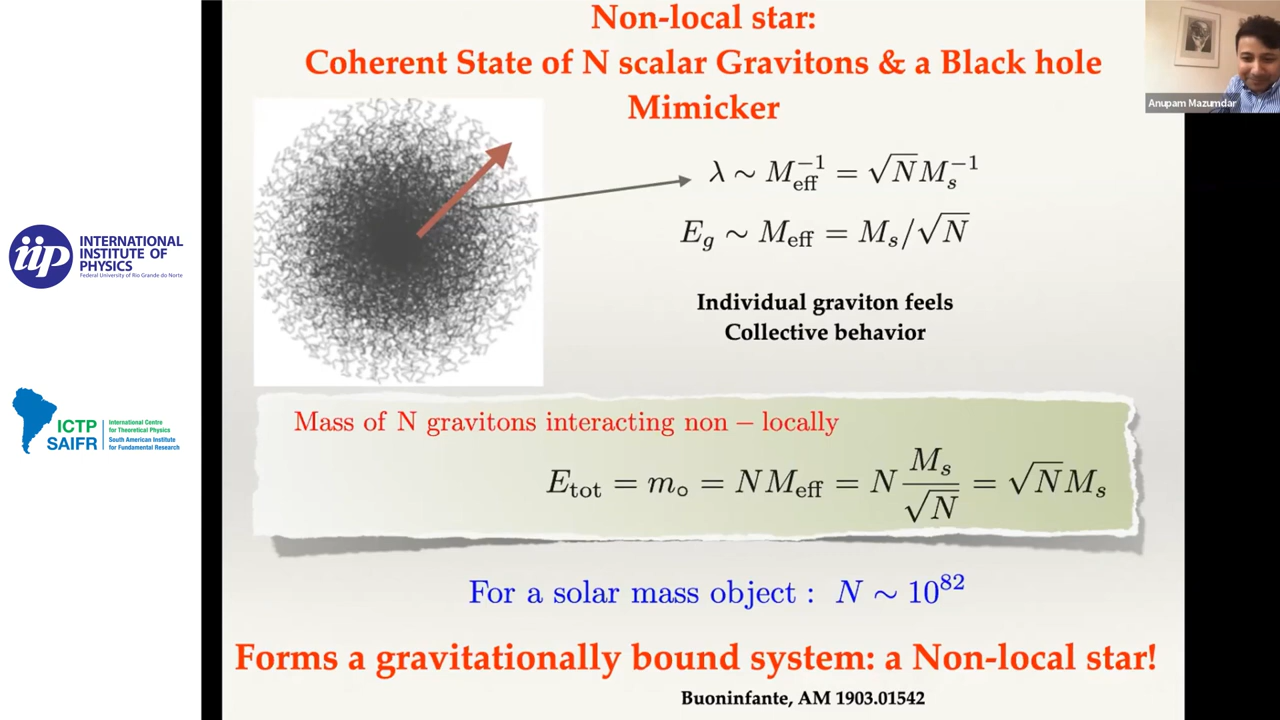 Non-local star:
Coherent State of N scalar Gravitons & a Black hole
Mimicker
Anupam Mazumdar
λ ∼ M_eff^{-1} = √N M_s^{-1}
E_g ∼ M_eff = M_s/√N
Individual graviton feels
Collective behavior
Mass of N gravitons interacting non − locally
E_tot = m_∘ = N M_eff = N M_s/√N = √N M_s
For a solar mass object : N ∼ 10^{82}
Forms a gravitationally bound system: a Non-local star!
Buoninfante, AM 1903.01542
iip
INTERNATIONAL
INSTITUTE OF
PHYSICS
Federal University of Rio Grande do Norte
ICTP
SAIFR
International Centre
for Theoretical Physics
South American Institute
for Fundamental Research